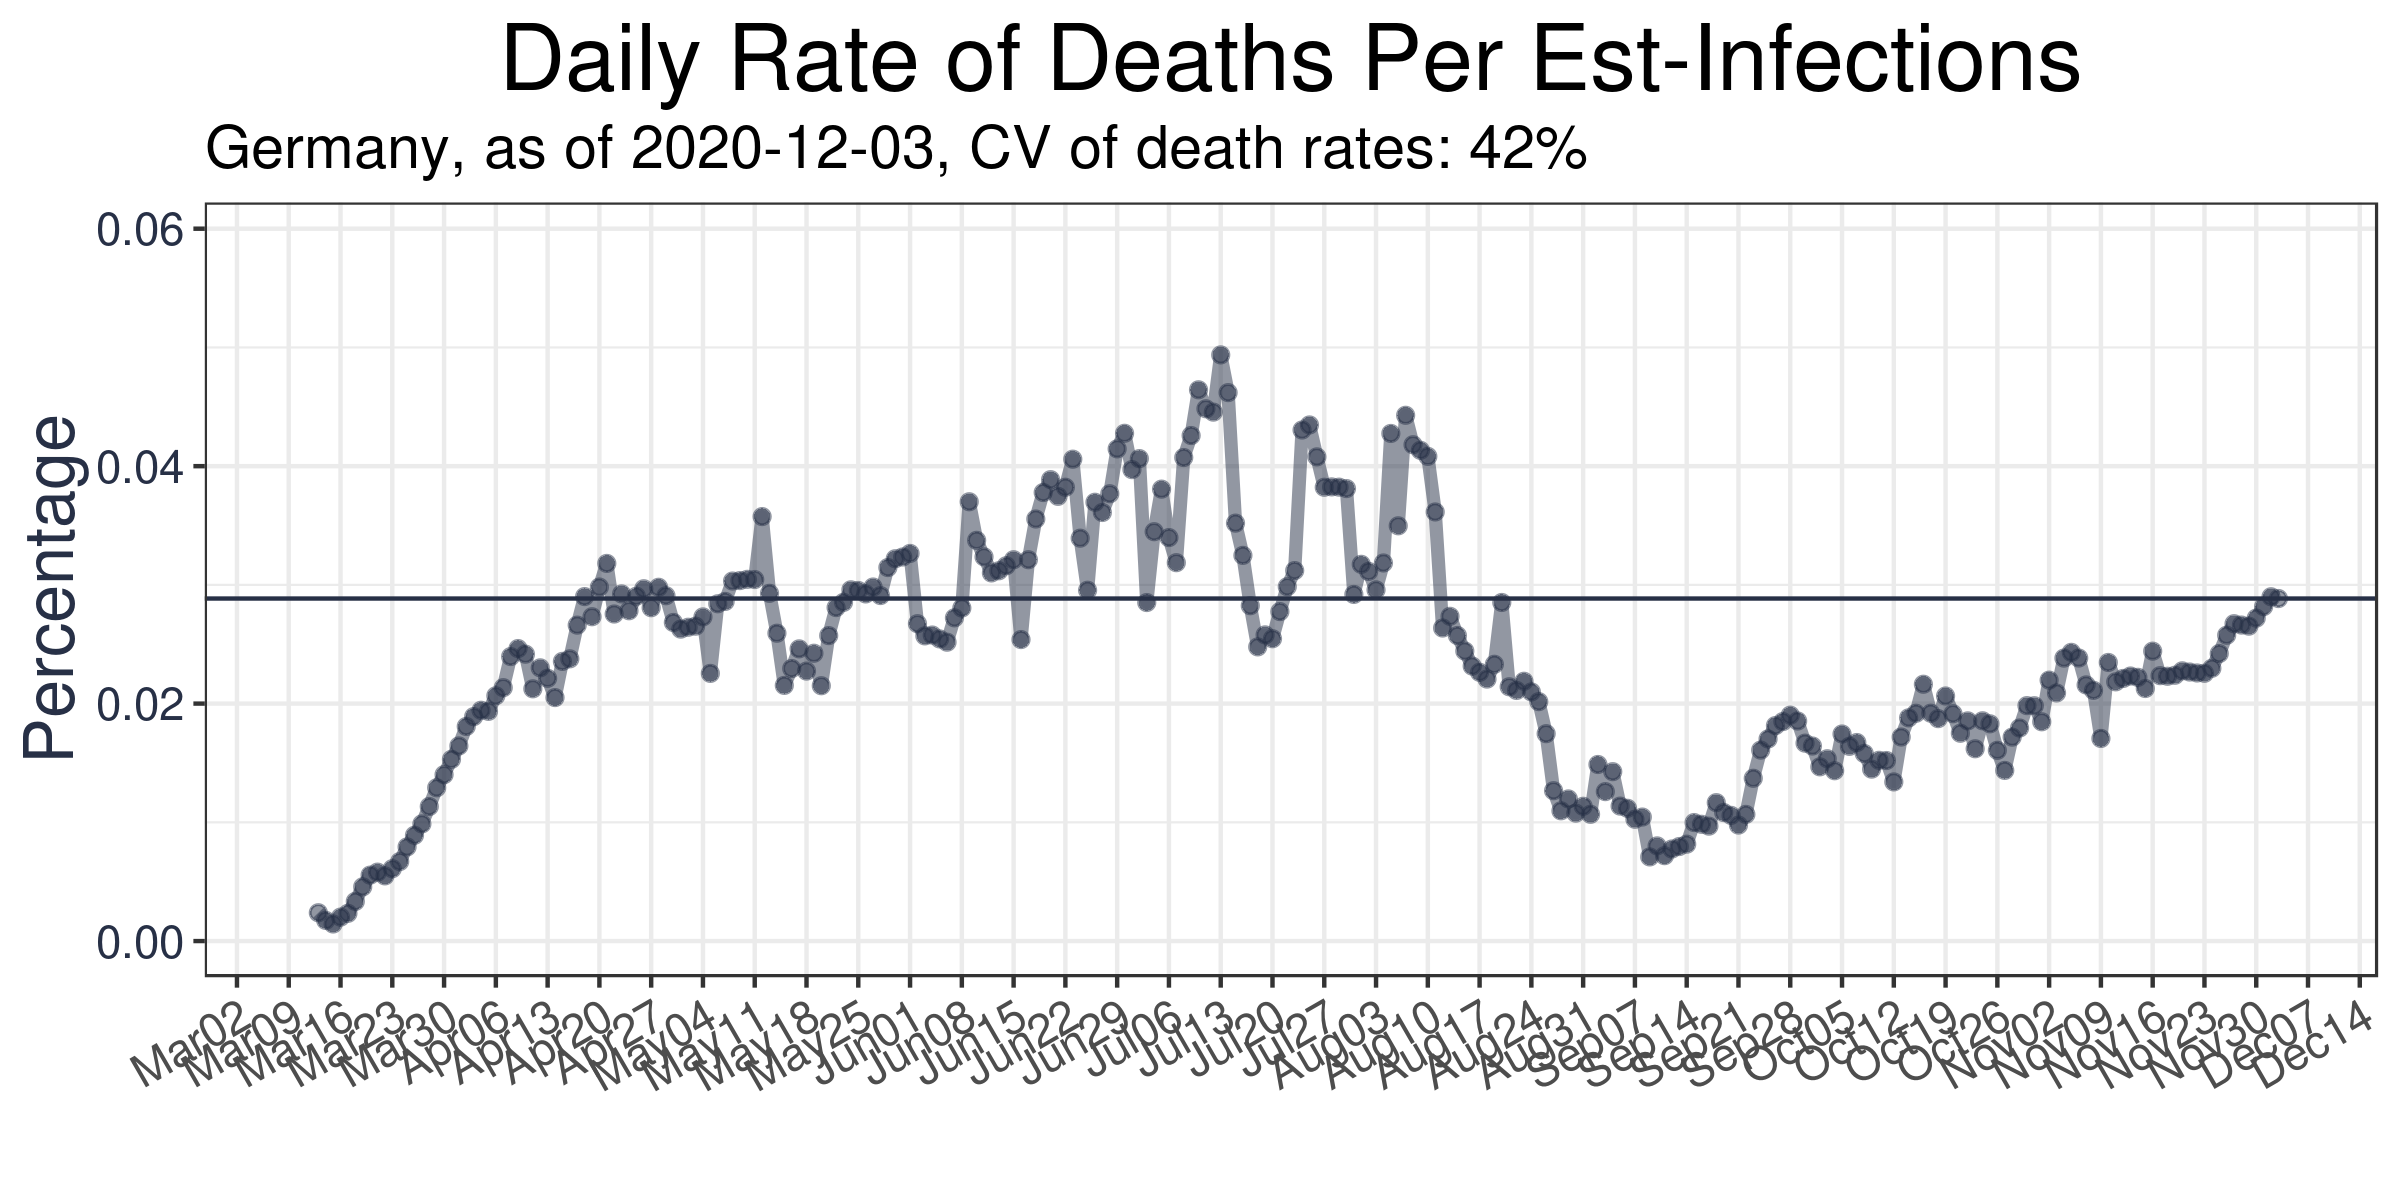 Daily Rate of Deaths Per Est-Infections
Germany, as of 2020-12-03, CV of death rates: 42%
Percentage
0.06
0.04
0.02
0.00
Mar02
Mar09
Mar16
Mar23
Mar30
Apr06
Apr13
Apr20
Apr27
May04
May11
May18
May25
Jun01
Jun08
Jun15
Jun22
Jun29
Jul06
Jul13
Jul20
Jul27
Aug03
Aug10
Aug17
Aug24
Aug31
Sep07
Sep14
Sep21
Sep28
Oct05
Oct12
Oct19
Oct26
Nov02
Nov09
Nov16
Nov23
Nov30
Dec07
Dec14